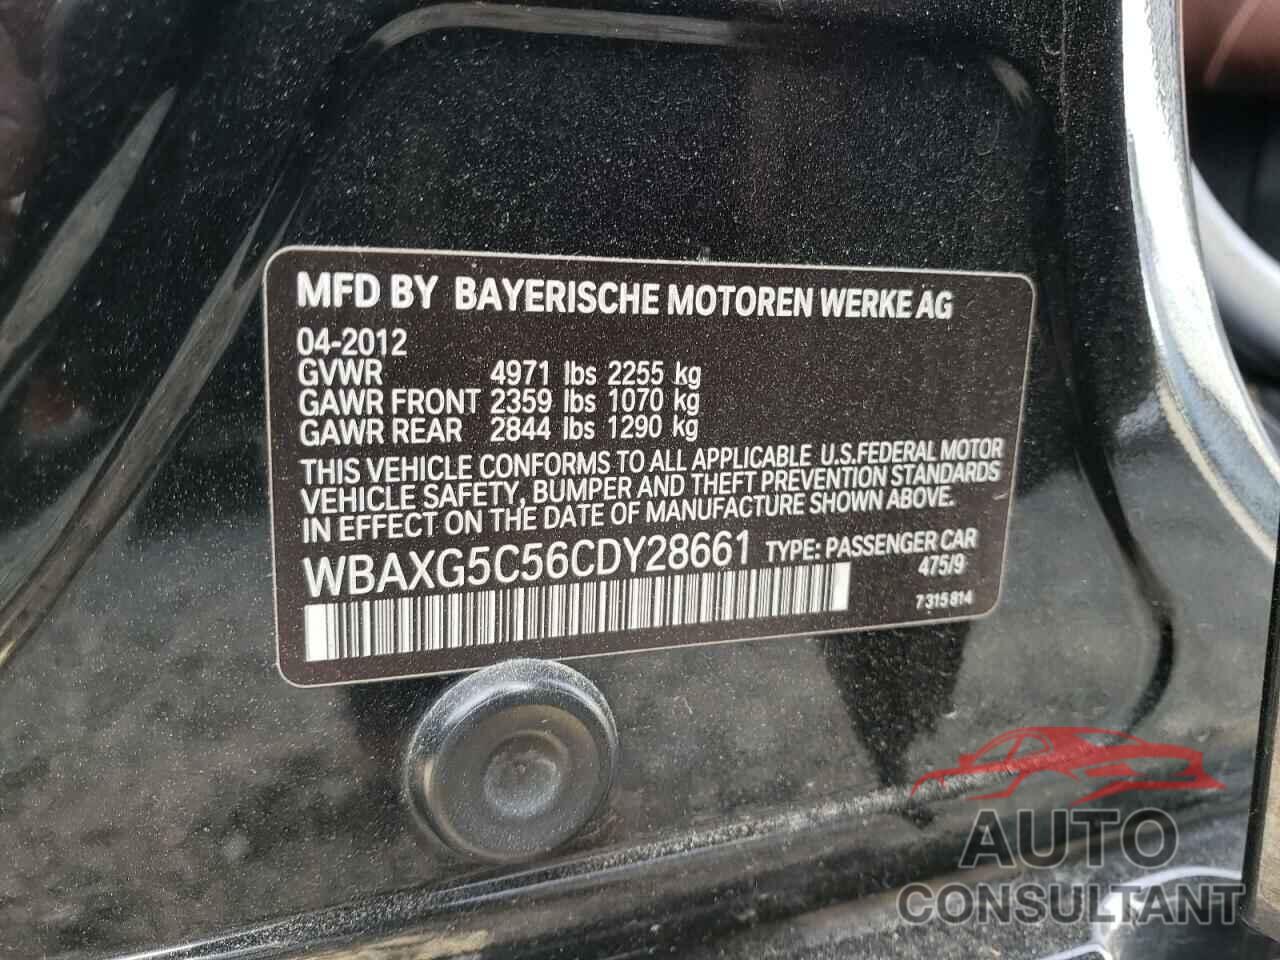 MFD BY BAYERISCHE MOTOREN WERKE AG
04-2012
GVWR 4971 lbs 2255 kg
GAWR FRONT 2359 lbs 1070 kg
GAWR REAR 2844 lbs 1290 kg
THIS VEHICLE CONFORMS TO ALL APPLICABLE U.S.FEDERAL MOTOR
VEHICLE SAFETY, BUMPER AND THEFT PREVENTION STANDARDS
IN EFFECT ON THE DATE OF MANUFACTURE SHOWN ABOVE.
WBAXG5C56CDY28661 TYPE: PASSENGER CAR
475/9
7 315 814
AUTO
CONSULTANT